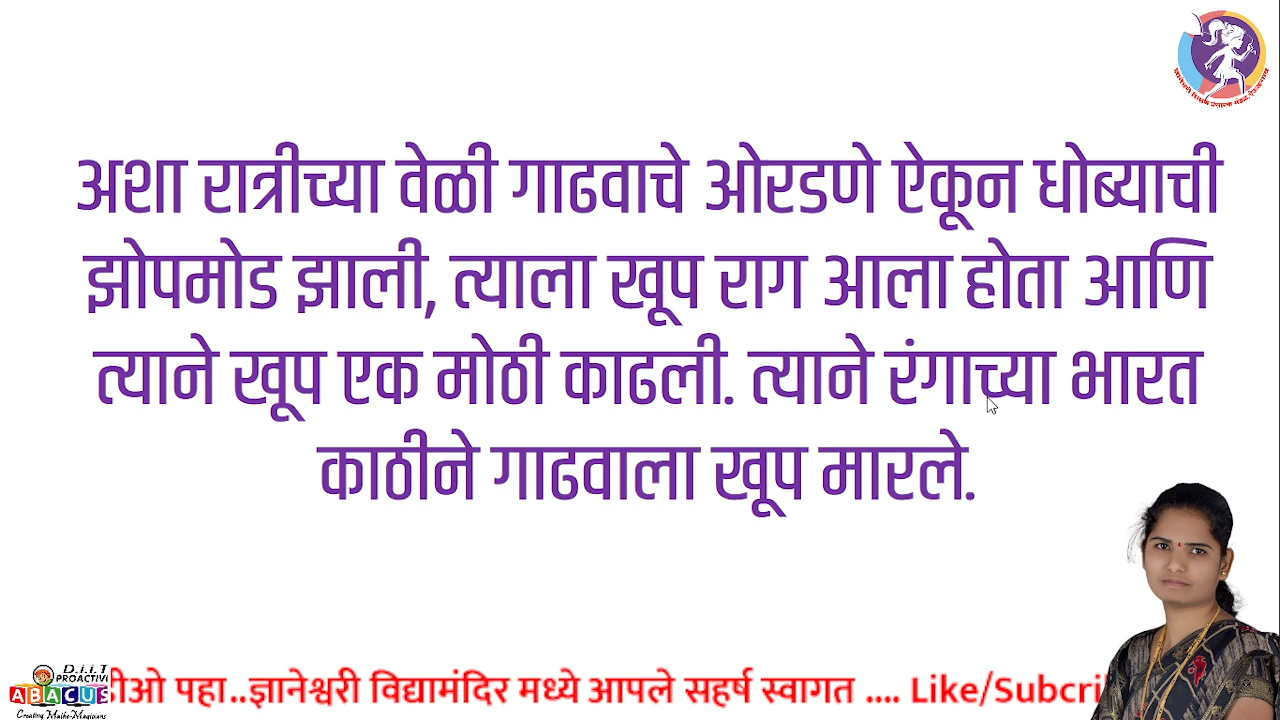 अशा रात्रीच्या वेळी गाढवाचे ओरडणे ऐकून धोब्याची
झोपमोड झाली, त्याला खूप राग आला होता आणि
त्याने खूप एक मोठी काढली. त्याने रंगाच्या भारत
काठीने गाढवाला खूप मारले.
D.i.i.T
PROACTIVE
ABACUS
Creating Maths-Magicians
पहा..ज्ञानेश्वरी विद्यामंदिर मध्ये आपले सहर्ष स्वागत .... Like/Subcri